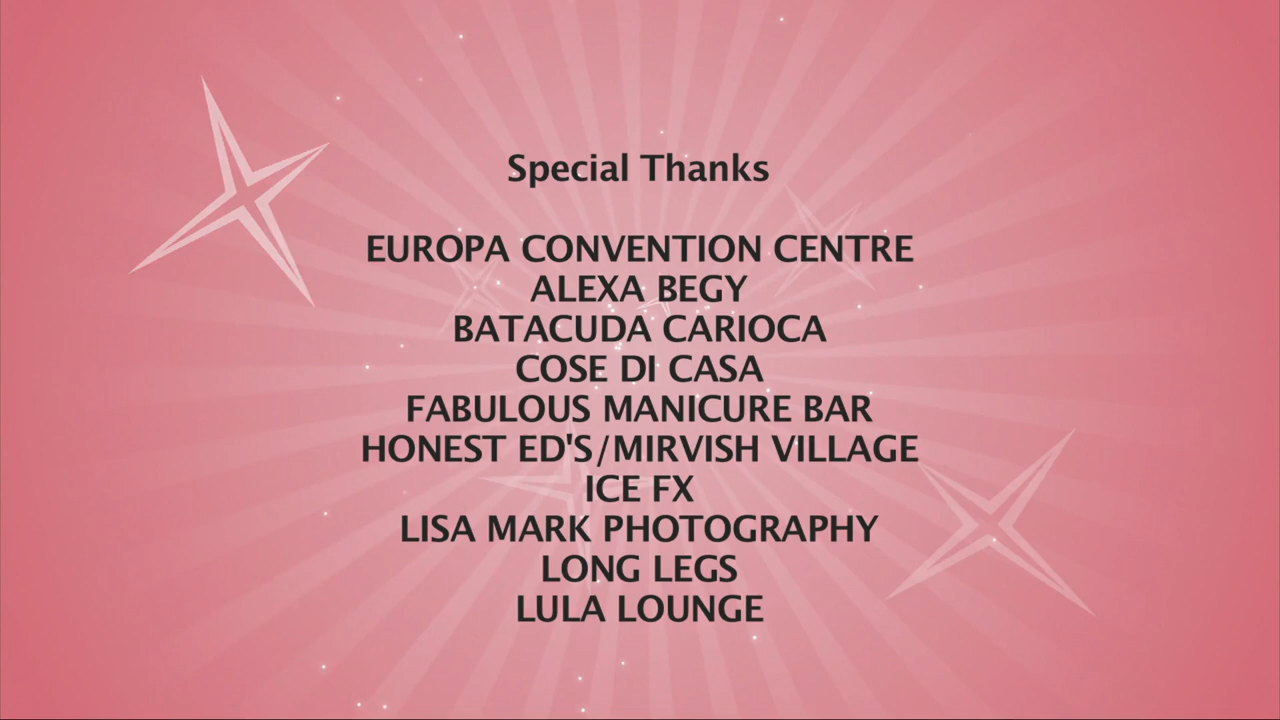 Special Thanks
EUROPA CONVENTION CENTRE
ALEXA BEGY
BATACUDA CARIOCA
COSE DI CASA
FABULOUS MANICURE BAR
HONEST ED'S/MIRVISH VILLAGE
ICE FX
LISA MARK PHOTOGRAPHY
LONG LEGS
LULA LOUNGE